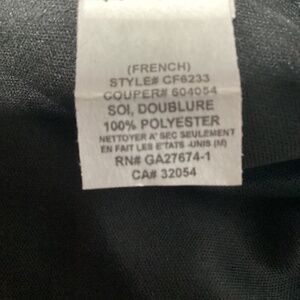 (FRENCH)
STYLE# CF6233
COUPER# 604054
SOI, DOUBLURE
100% POLYESTER
NETTOYER A' SEC SEULEMENT
EN FAIT LES E'TATS -UNIS (M)
RN# GA27674-1
CA# 32054